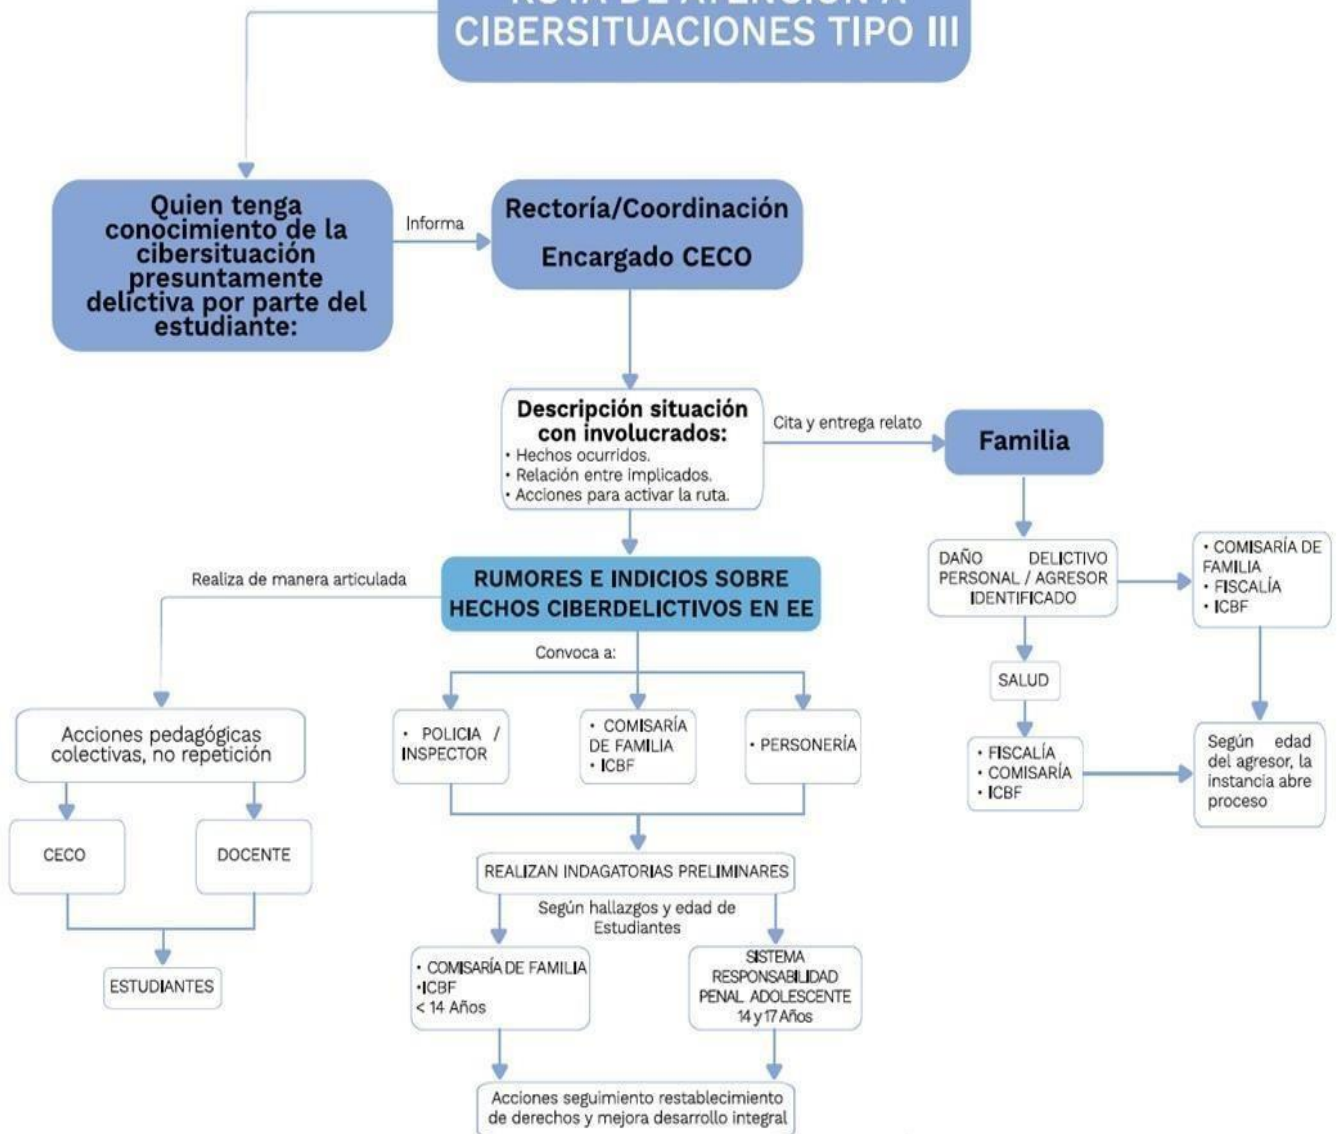 RUTA DE ATENCIÓN A
CIBERSITUACIONES TIPO III
Quien tenga
conocimiento de la
cibersituación
presuntamente
delictiva por parte del
estudiante:
Informa
Rectoría/Coordinación
Encargado CECO
Descripción situación
con involucrados:
• Hechos ocurridos.
• Relación entre implicados.
• Acciones para activar la ruta.
Cita y entrega relato
Familia
DAÑO DELICTIVO
PERSONAL / AGRESOR
IDENTIFICADO
• COMISARÍA DE
FAMILIA
• FISCALÍA
• ICBF
SALUD
• FISCALÍA
• COMISARÍA
• ICBF
Según edad
del agresor, la
instancia abre
proceso
RUMORES E INDICIOS SOBRE
HECHOS CIBERDELICTIVOS EN EE
Realiza de manera articulada
Acciones pedagógicas
colectivas, no repetición
CECO
DOCENTE
ESTUDIANTES
Convoca a:
• POLICIA /
INSPECTOR
• COMISARÍA
DE FAMILIA
• ICBF
• PERSONERÍA
REALIZAN INDAGATORIAS PRELIMINARES
Según hallazgos y edad de
Estudiantes
• COMISARÍA DE FAMILIA
•ICBF
< 14 Años
SISTEMA
RESPONSABILIDAD
PENAL ADOLESCENTE
14 y 17 Años
Acciones seguimiento restablecimiento
de derechos y mejora desarrollo integral